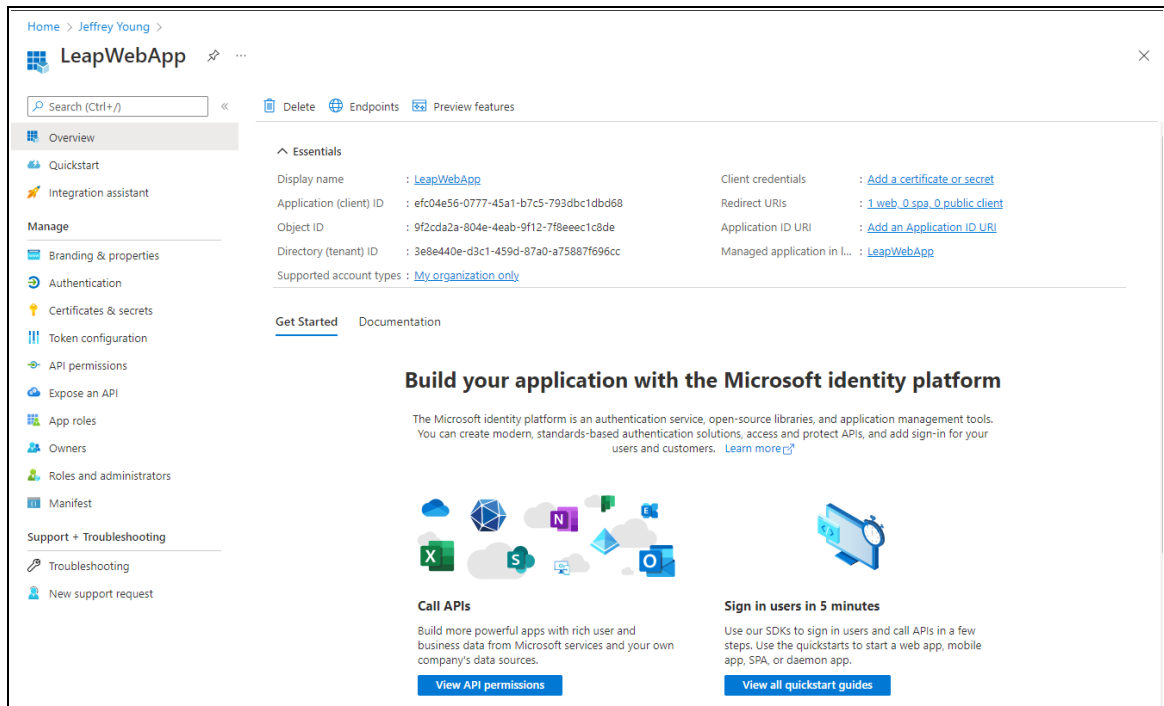 Home > Jeffrey Young >
LeapWebApp
Search (Ctrl+/)
Overview
Quickstart
Integration assistant
Manage
Branding & properties
Authentication
Certificates & secrets
Token configuration
API permissions
Expose an API
App roles
Owners
Roles and administrators
Manifest
Support + Troubleshooting
Troubleshooting
New support request
Delete Endpoints Preview features
Essentials
Display name : LeapWebApp
Application (client) ID : efc04e56-0777-45a1-b7c5-793dbc1dbd68
Object ID : 9f2cda2a-804e-4eab-9f12-7f8eeec1c8de
Directory (tenant) ID : 3e8e440e-d3c1-459d-87a0-a75887f696cc
Supported account types : My organization only
Client credentials : Add a certificate or secret
Redirect URIs : 1 web, 0 spa, 0 public client
Application ID URI : Add an Application ID URI
Managed application in l... : LeapWebApp
Get Started Documentation
Build your application with the Microsoft identity platform
The Microsoft identity platform is an authentication service, open-source libraries, and application management tools.
You can create modern, standards-based authentication solutions, access and protect APIs, and add sign-in for your
users and customers. Learn more
N
E
X
S
O
Call APIs
Build more powerful apps with rich user and
business data from Microsoft services and your own
company's data sources.
View API permissions
Sign in users in 5 minutes
Use our SDKs to sign in users and call APIs in a few
steps. Use the quickstarts to start a web app, mobile
app, SPA, or daemon app.
View all quickstart guides